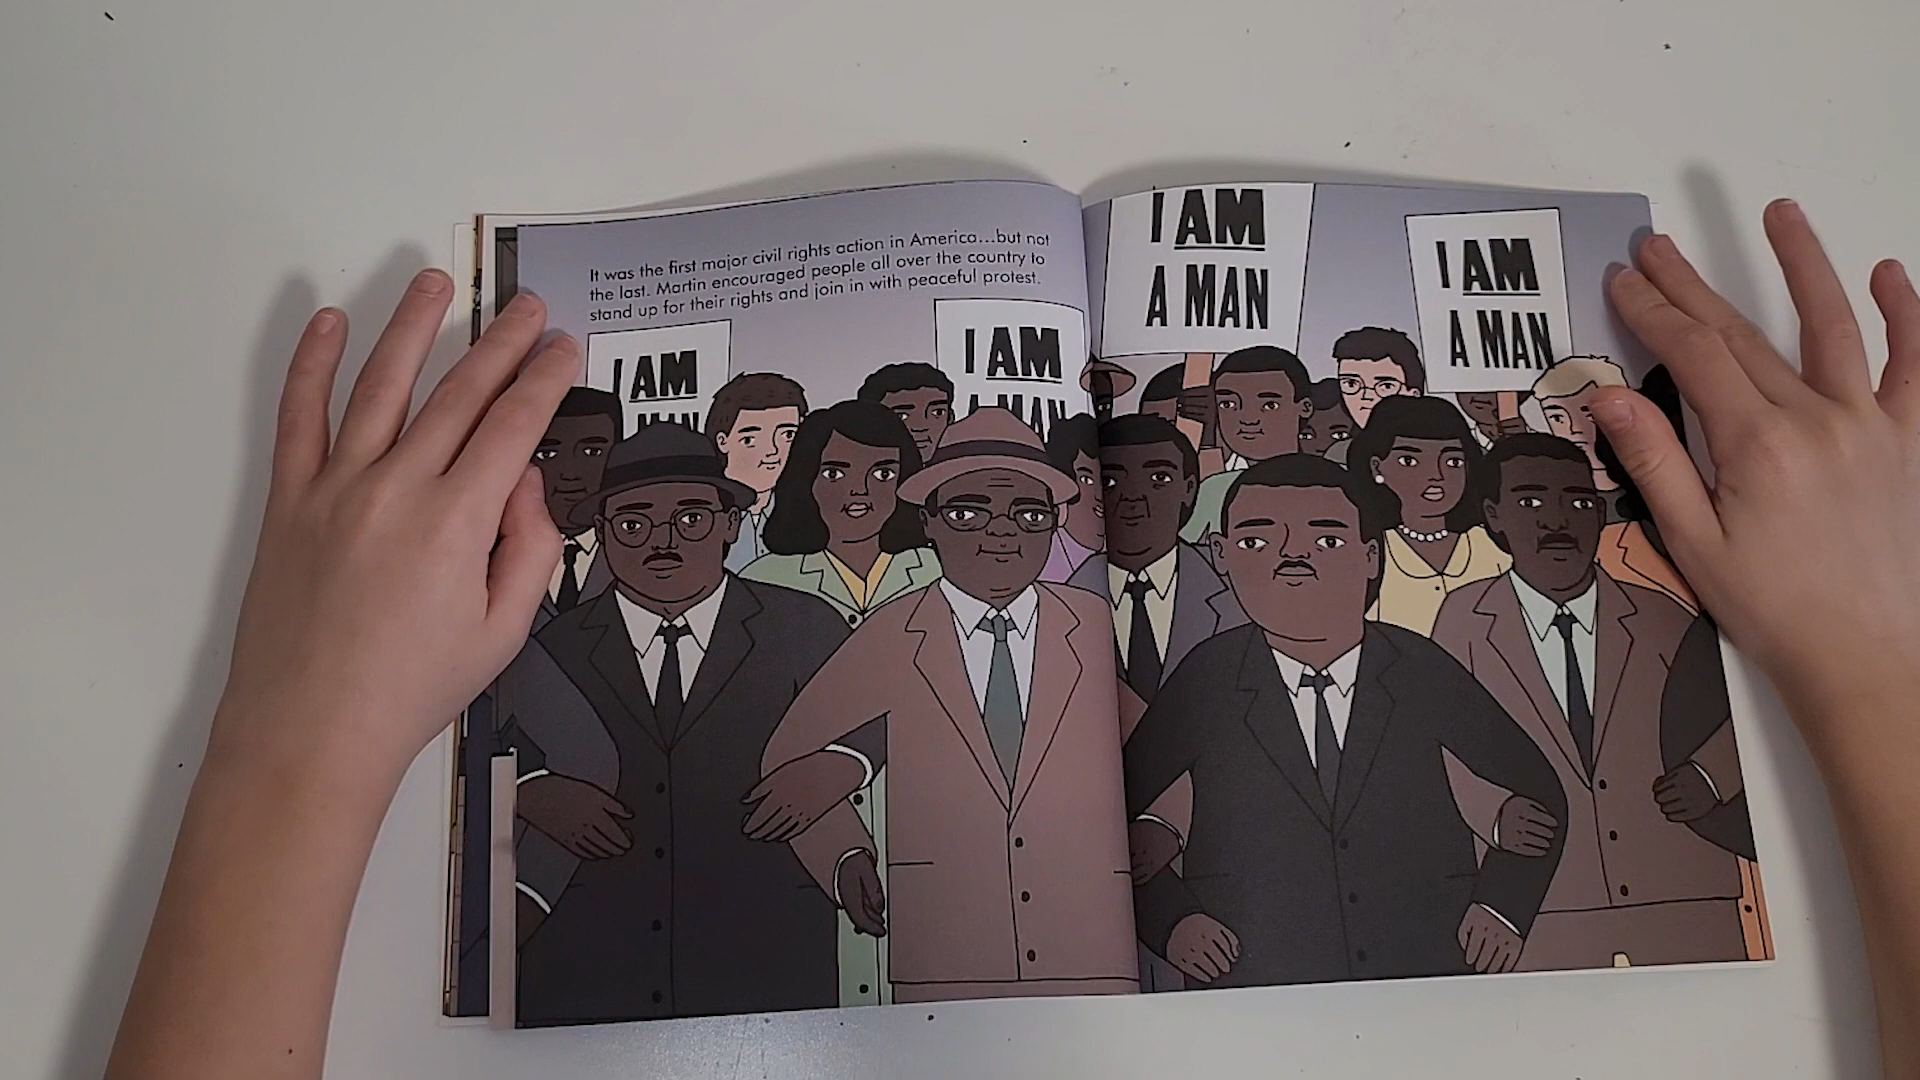 It was the first major civil rights action in America...but not
the last. Martin encouraged people all over the country to
stand up for their rights and join in with peaceful protest.
I AM
MAN
I AM
A MAN
I AM
A MAN
I AM
A MAN